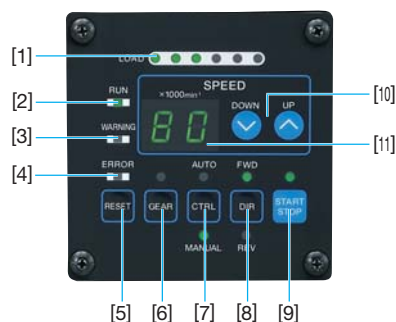 [1]
LOAD
[2]
RUN
SPEED
×1000min⁻¹
DOWN
UP
[10]
[3]
WARNING
80
[11]
[4]
ERROR
AUTO
FWD
RESET
GEAR
CTRL
DIR
START
STOP
MANUAL
REV
[5] [6] [7] [8] [9]